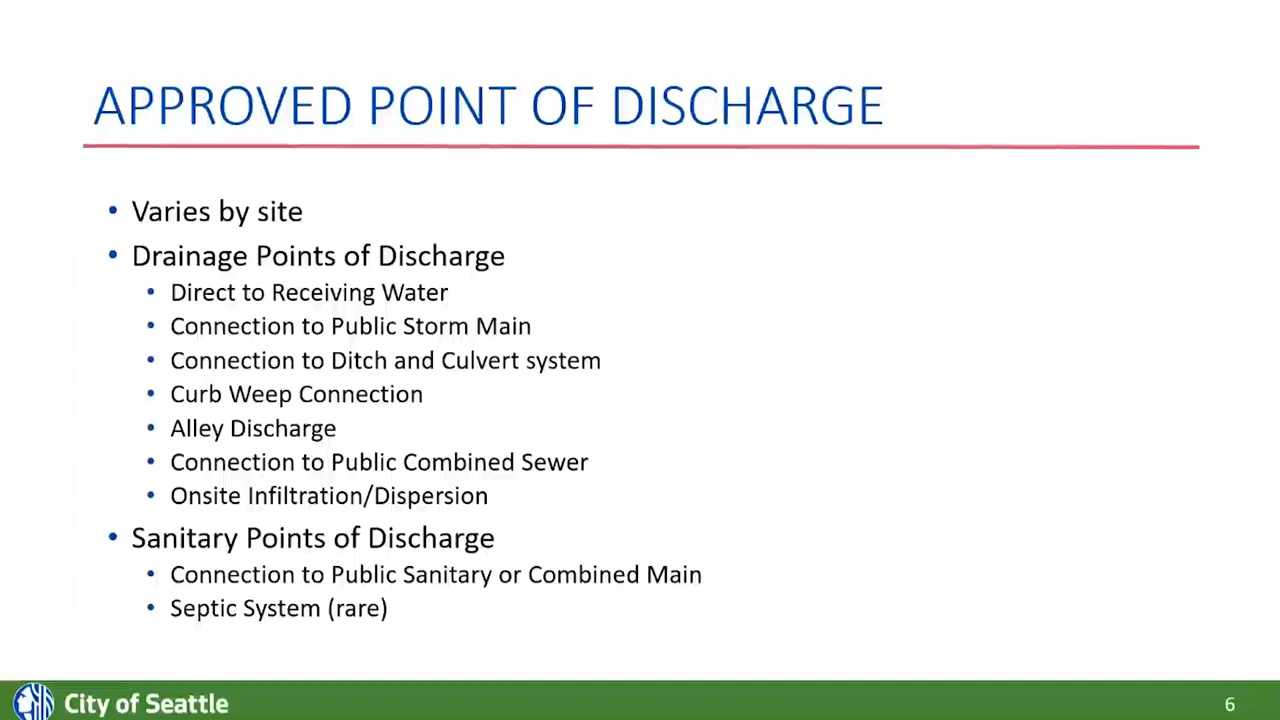 APPROVED POINT OF DISCHARGE
• Varies by site
• Drainage Points of Discharge
• Direct to Receiving Water
• Connection to Public Storm Main
• Connection to Ditch and Culvert system
• Curb Weep Connection
• Alley Discharge
• Connection to Public Combined Sewer
• Onsite Infiltration/Dispersion
• Sanitary Points of Discharge
• Connection to Public Sanitary or Combined Main
• Septic System (rare)
City of Seattle
6